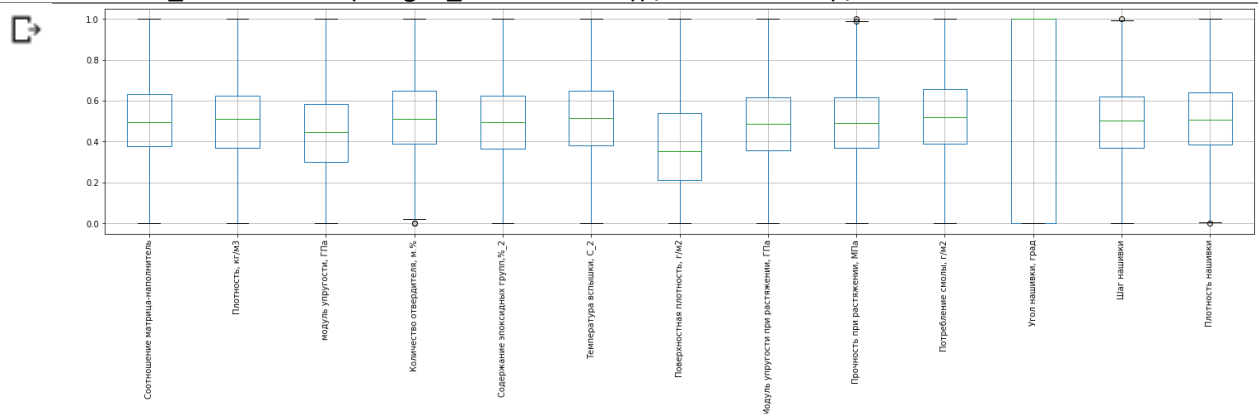 1.0
0.8
0.6
0.4
0.2
0.0
Соотношение матрица-наполнитель
Плотность, кг/м3
модуль упругости, ГПа
Количество отвердителя, м.%
Содержание эпоксидных групп,%_2
Температура вспышки, С_2
Поверхностная плотность, г/м2
Модуль упругости при растяжении, ГПа
Прочность при растяжении, МПа
Потребление смолы, г/м2
Угол нашивки, град
Шаг нашивки
Плотность нашивки